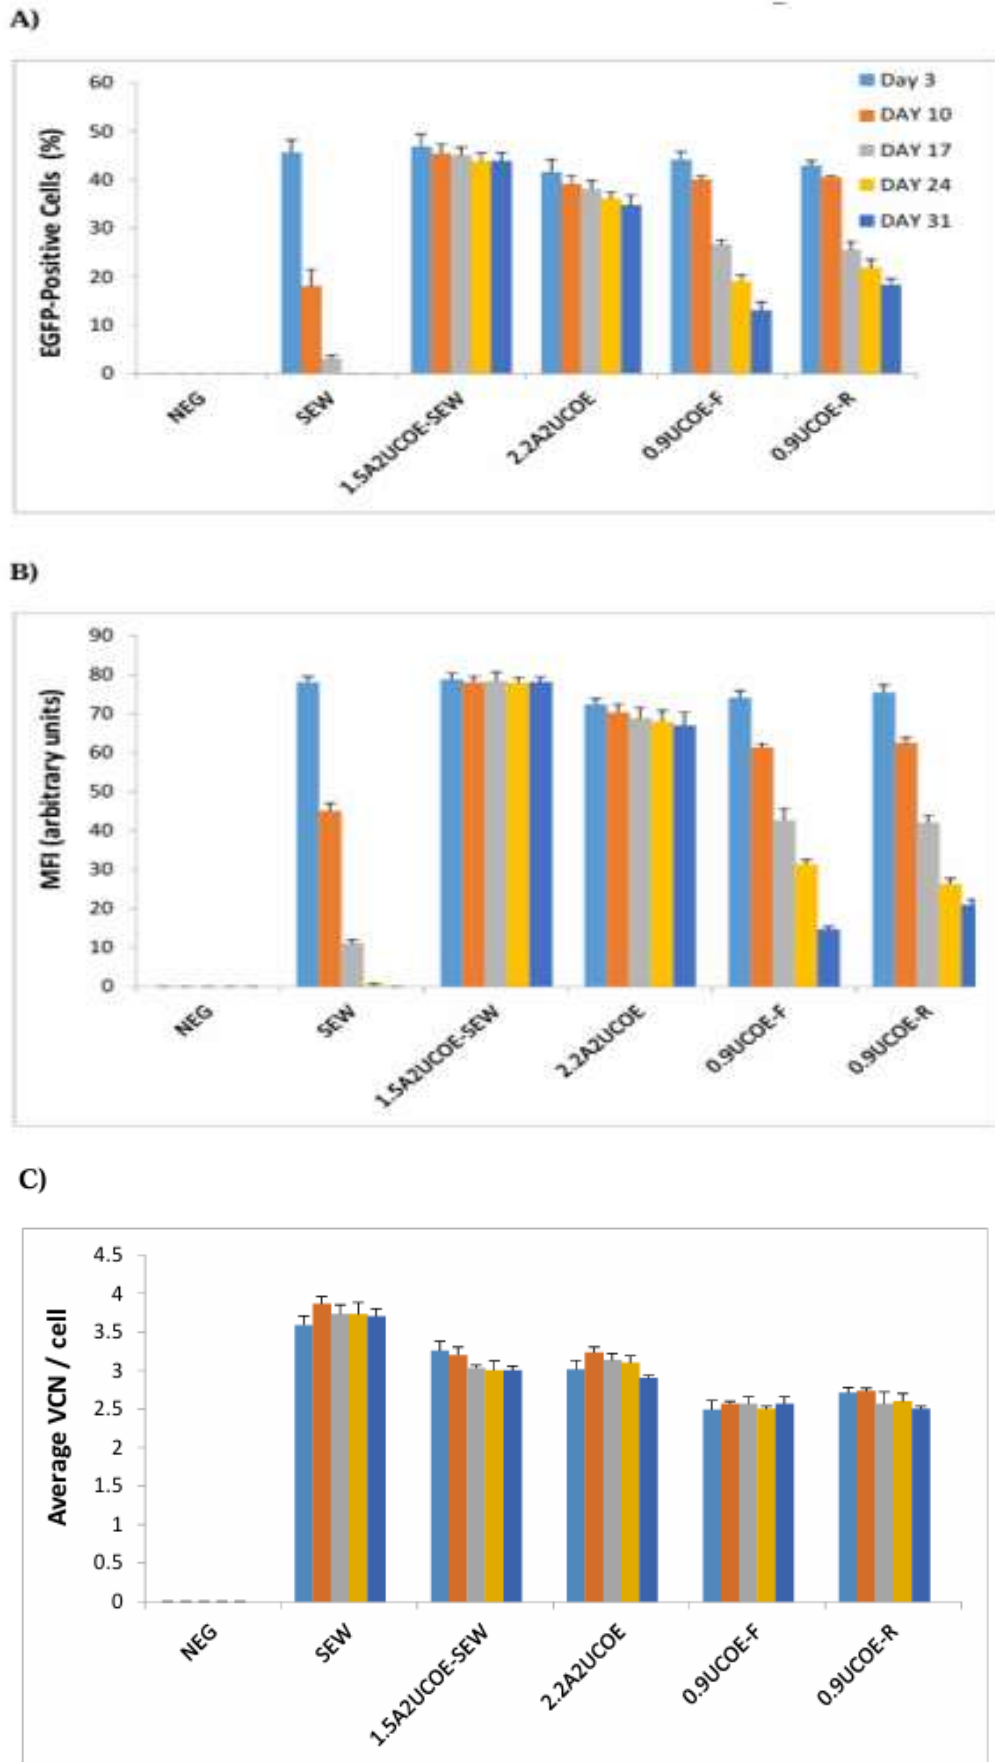 A)
EGFP-Positive Cells (%)
60
50
40
30
20
10
0
Day 3
DAY 10
DAY 17
DAY 24
DAY 31
NEG
SEW
1.5A2UCOE-SEW
2.2A2UCOE
0.9UCOE-F
0.9UCOE-R
B)
MFI (arbitrary units)
90
80
70
60
50
40
30
20
10
0
NEG
SEW
1.5A2UCOE-SEW
2.2A2UCOE
0.9UCOE-F
0.9UCOE-R
C)
Average VCN / cell
4.5
4
3.5
3
2.5
2
1.5
1
0.5
0
NEG
SEW
1.5A2UCOE-SEW
2.2A2UCOE
0.9UCOE-F
0.9UCOE-R